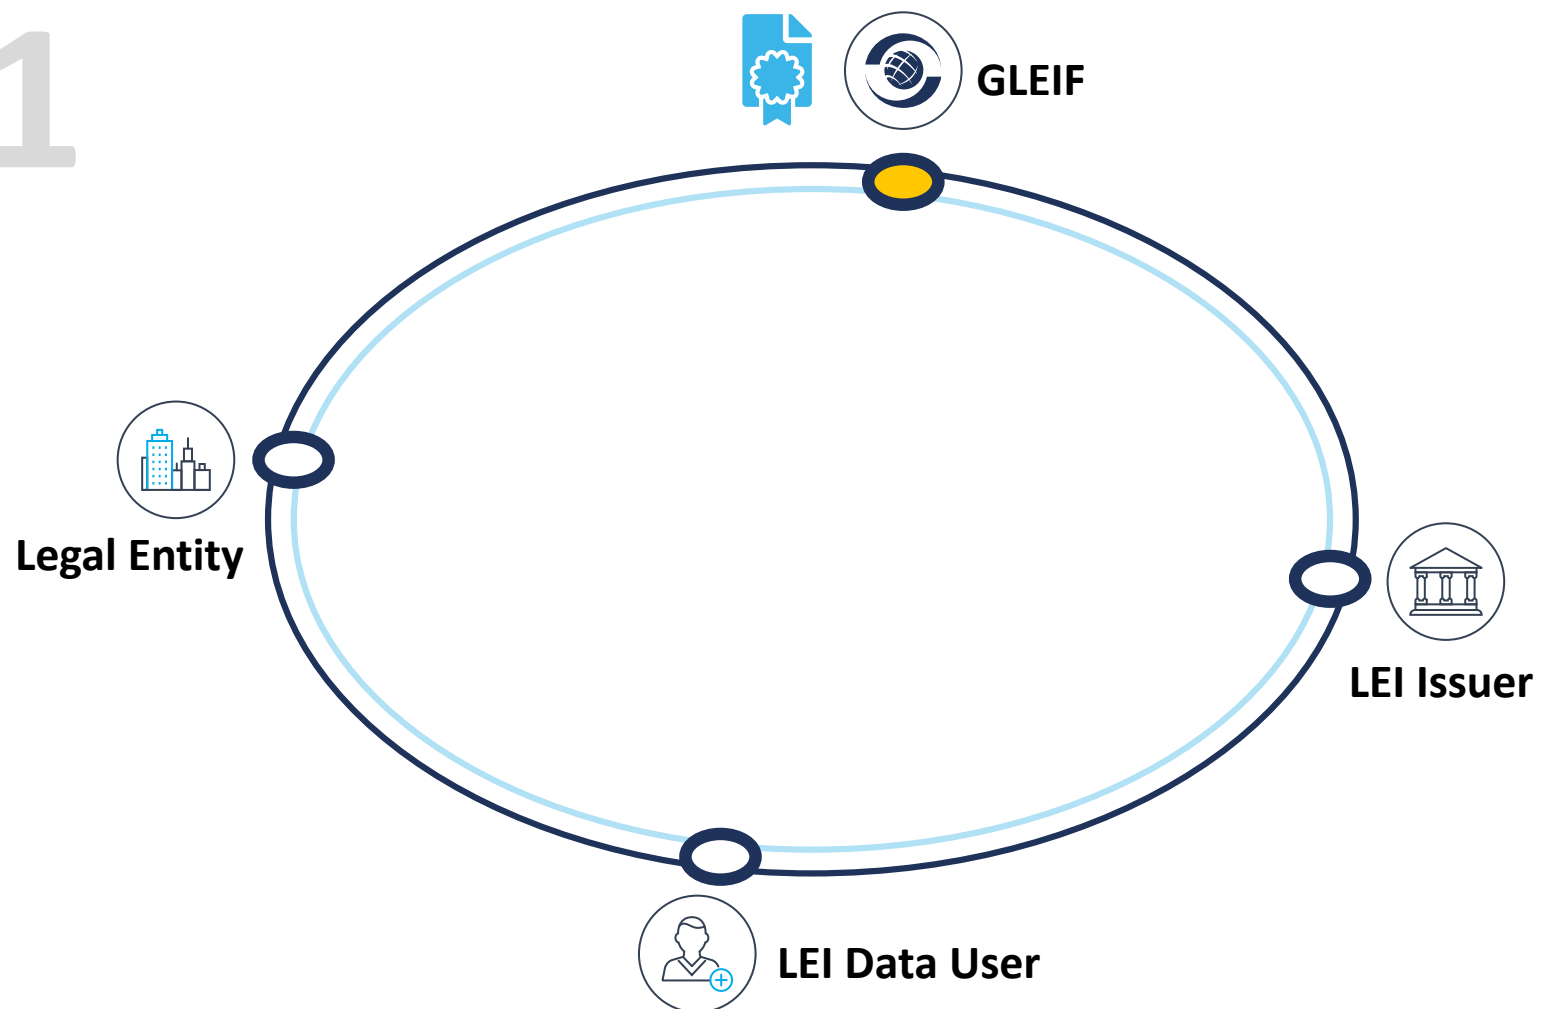 1
GLEIF
Legal Entity
LEI Issuer
LEI Data User